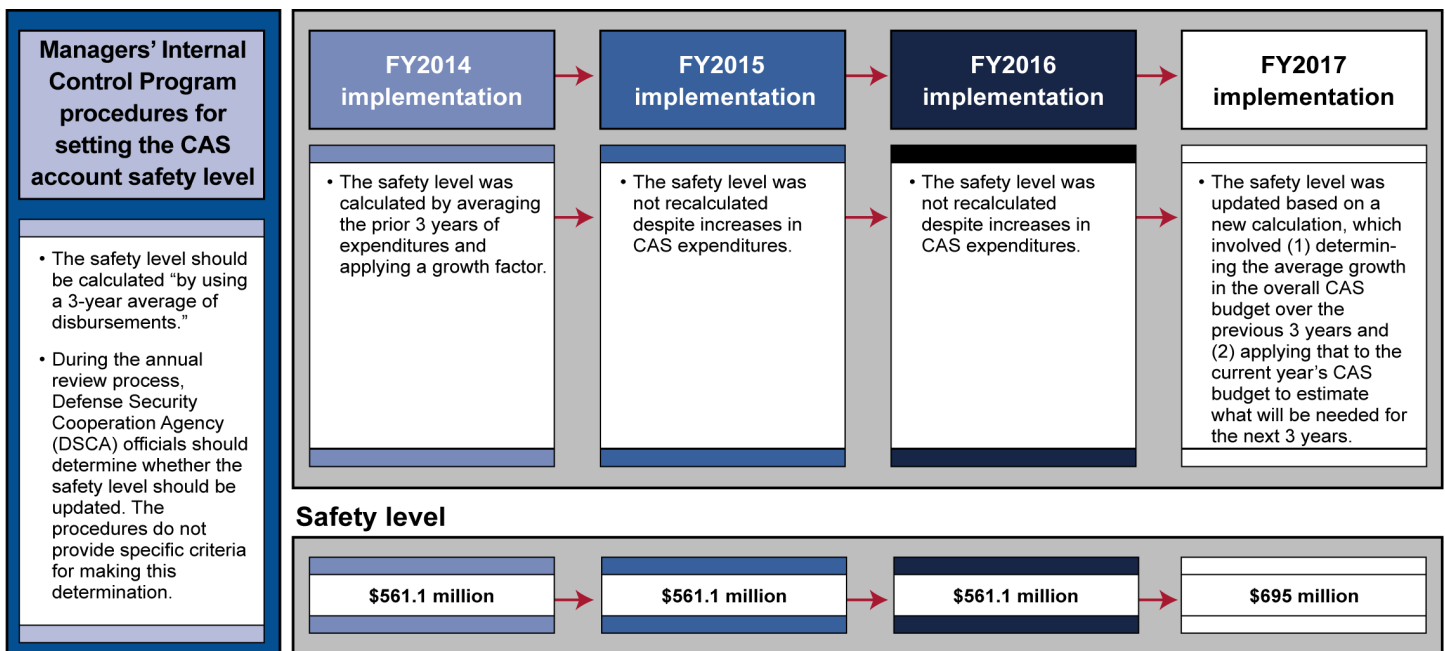 Managers’ Internal
Control Program
procedures for
setting the CAS
account safety level
• The safety level should
be calculated “by using
a 3-year average of
disbursements.”
• During the annual
review process,
Defense Security
Cooperation Agency
(DSCA) officials should
determine whether the
safety level should be
updated. The
procedures do not
provide specific criteria
for making this
determination.
FY2014
implementation
• The safety level was
calculated by averaging
the prior 3 years of
expenditures and
applying a growth factor.
FY2015
implementation
• The safety level was
not recalculated
despite increases in
CAS expenditures.
FY2016
implementation
• The safety level was
not recalculated
despite increases in
CAS expenditures.
FY2017
implementation
• The safety level was
updated based on a
new calculation, which
involved (1) determin-
ing the average growth
in the overall CAS
budget over the
previous 3 years and
(2) applying that to the
current year’s CAS
budget to estimate
what will be needed for
the next 3 years.
Safety level
$561.1 million
$561.1 million
$561.1 million
$695 million